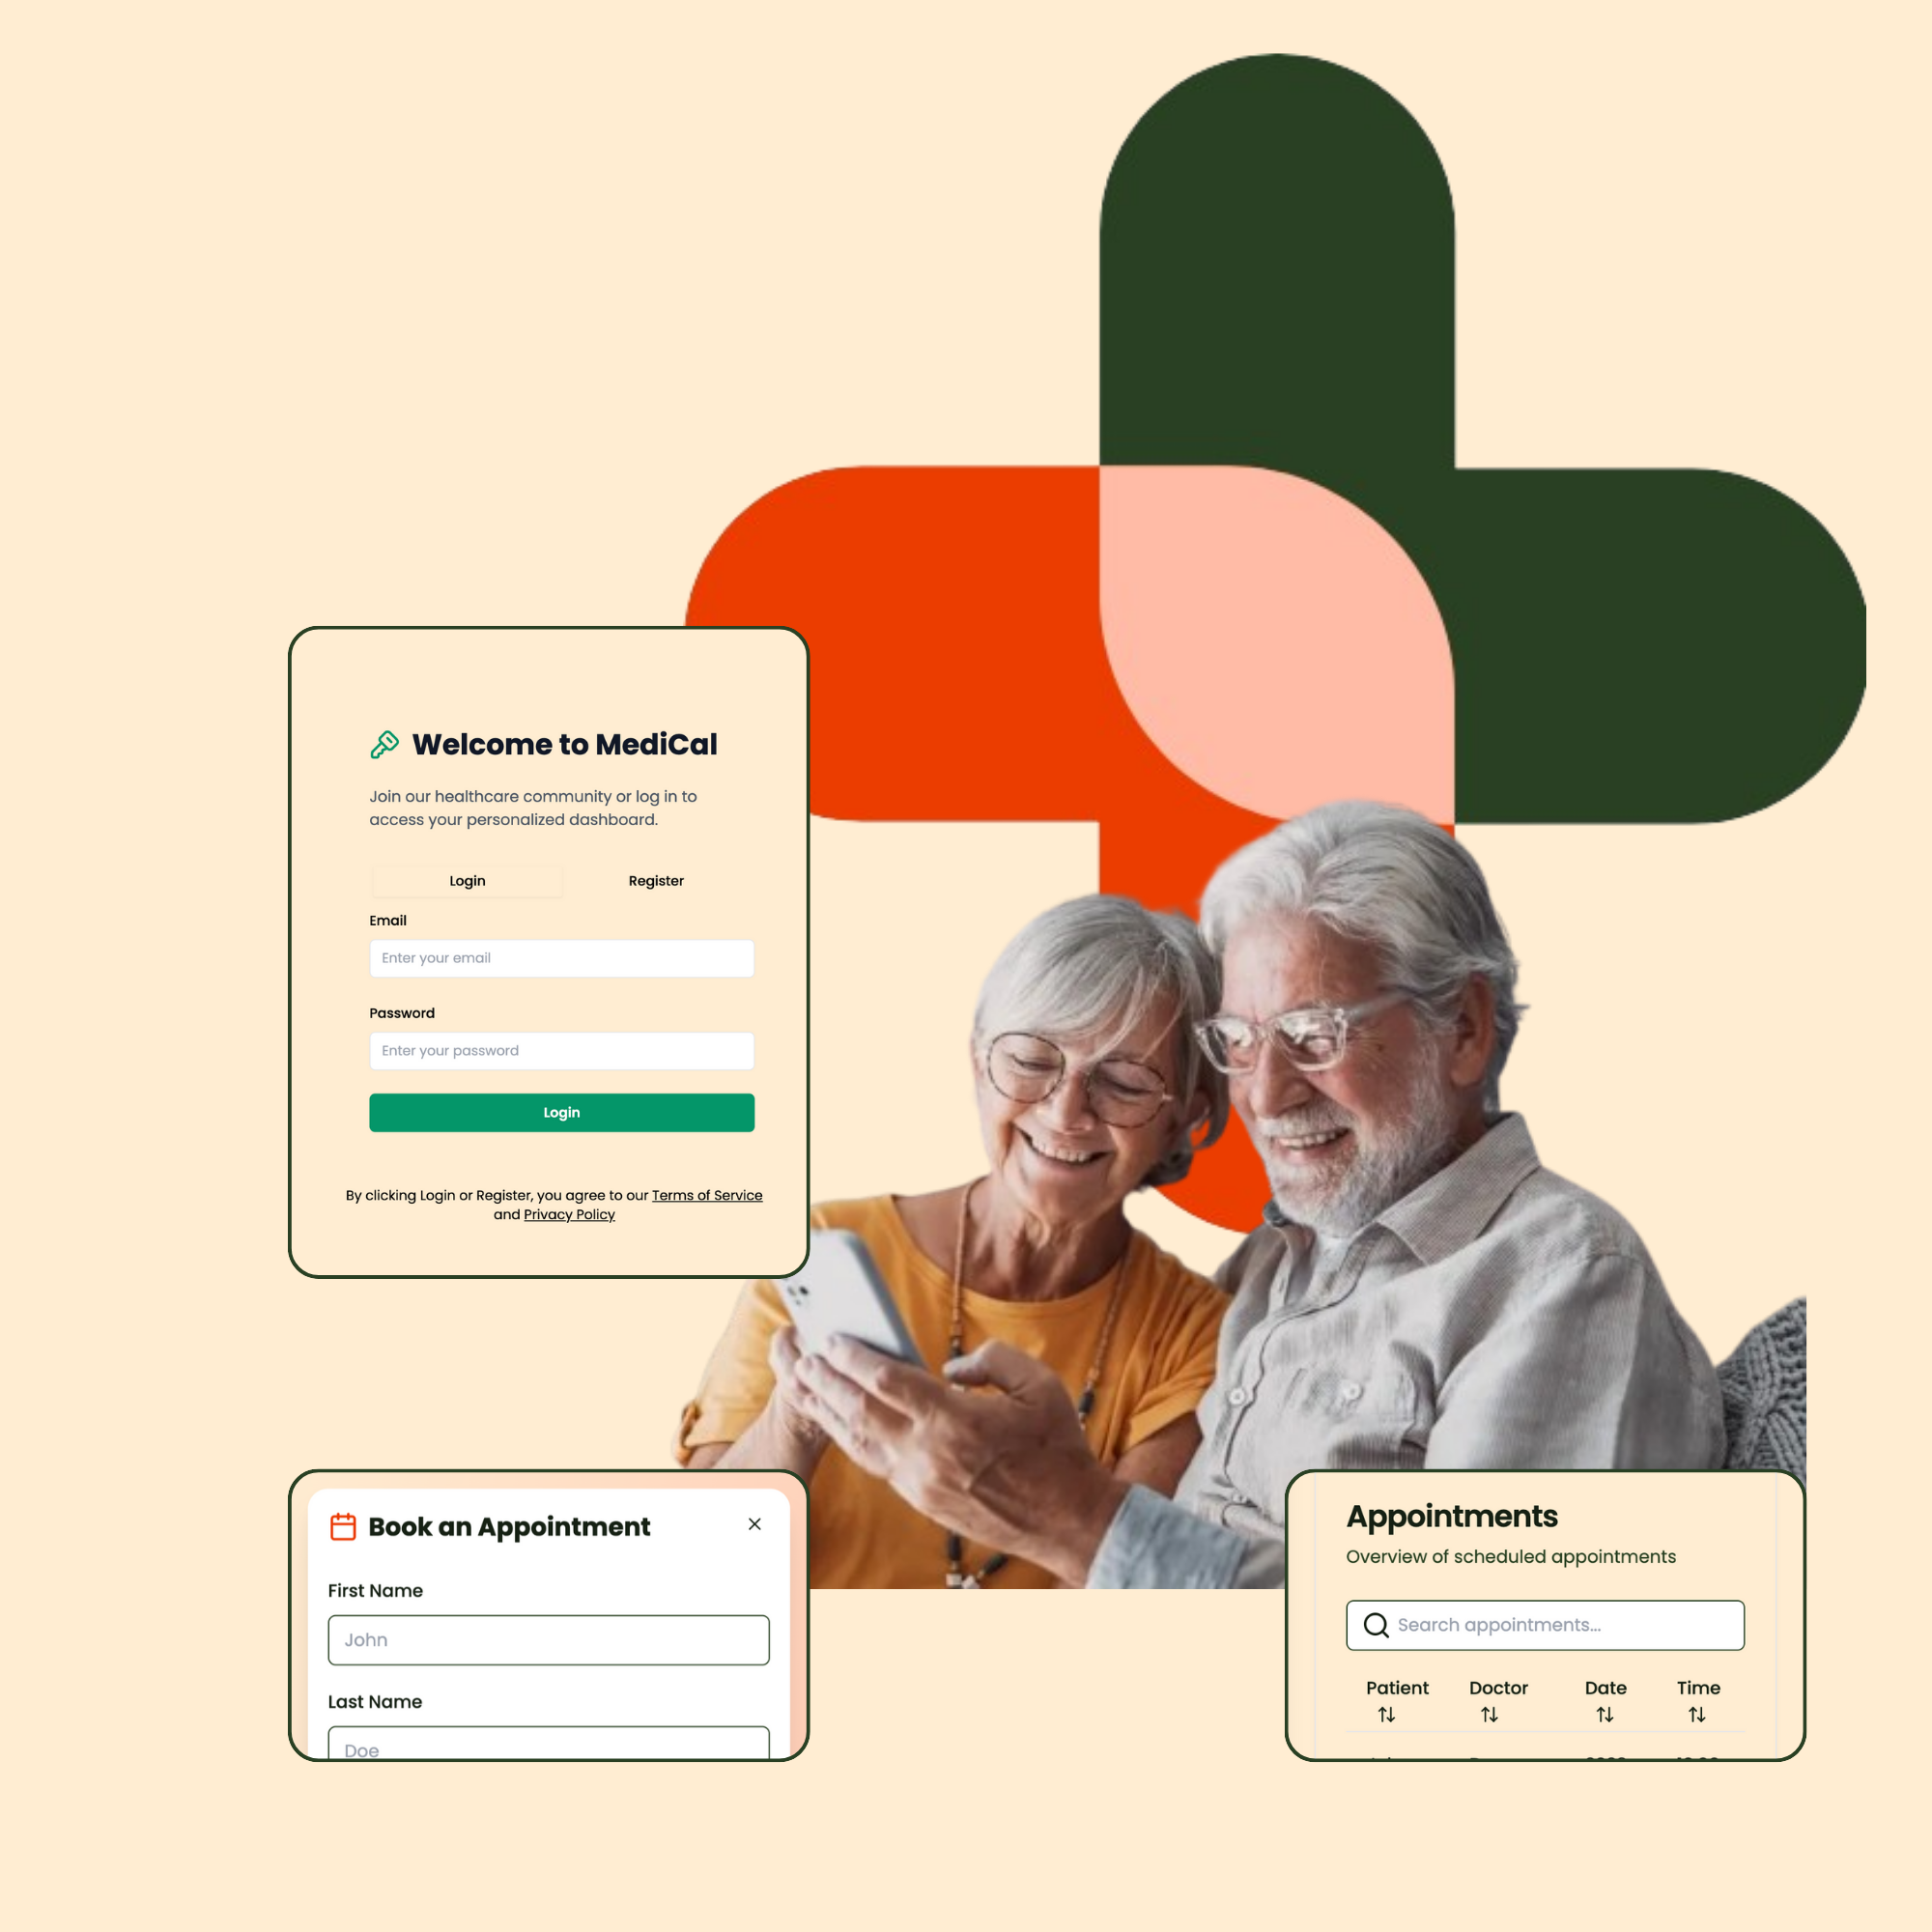 Welcome to MediCal
Join our healthcare community or log in to
access your personalized dashboard.
Login Register
Email
Enter your email
Password
Enter your password
Login
By clicking Login or Register, you agree to our Terms of Service
and Privacy Policy
Book an Appointment
First Name
John
Last Name
Doe
Appointments
Overview of scheduled appointments
Search appointments...
Patient Doctor Date Time